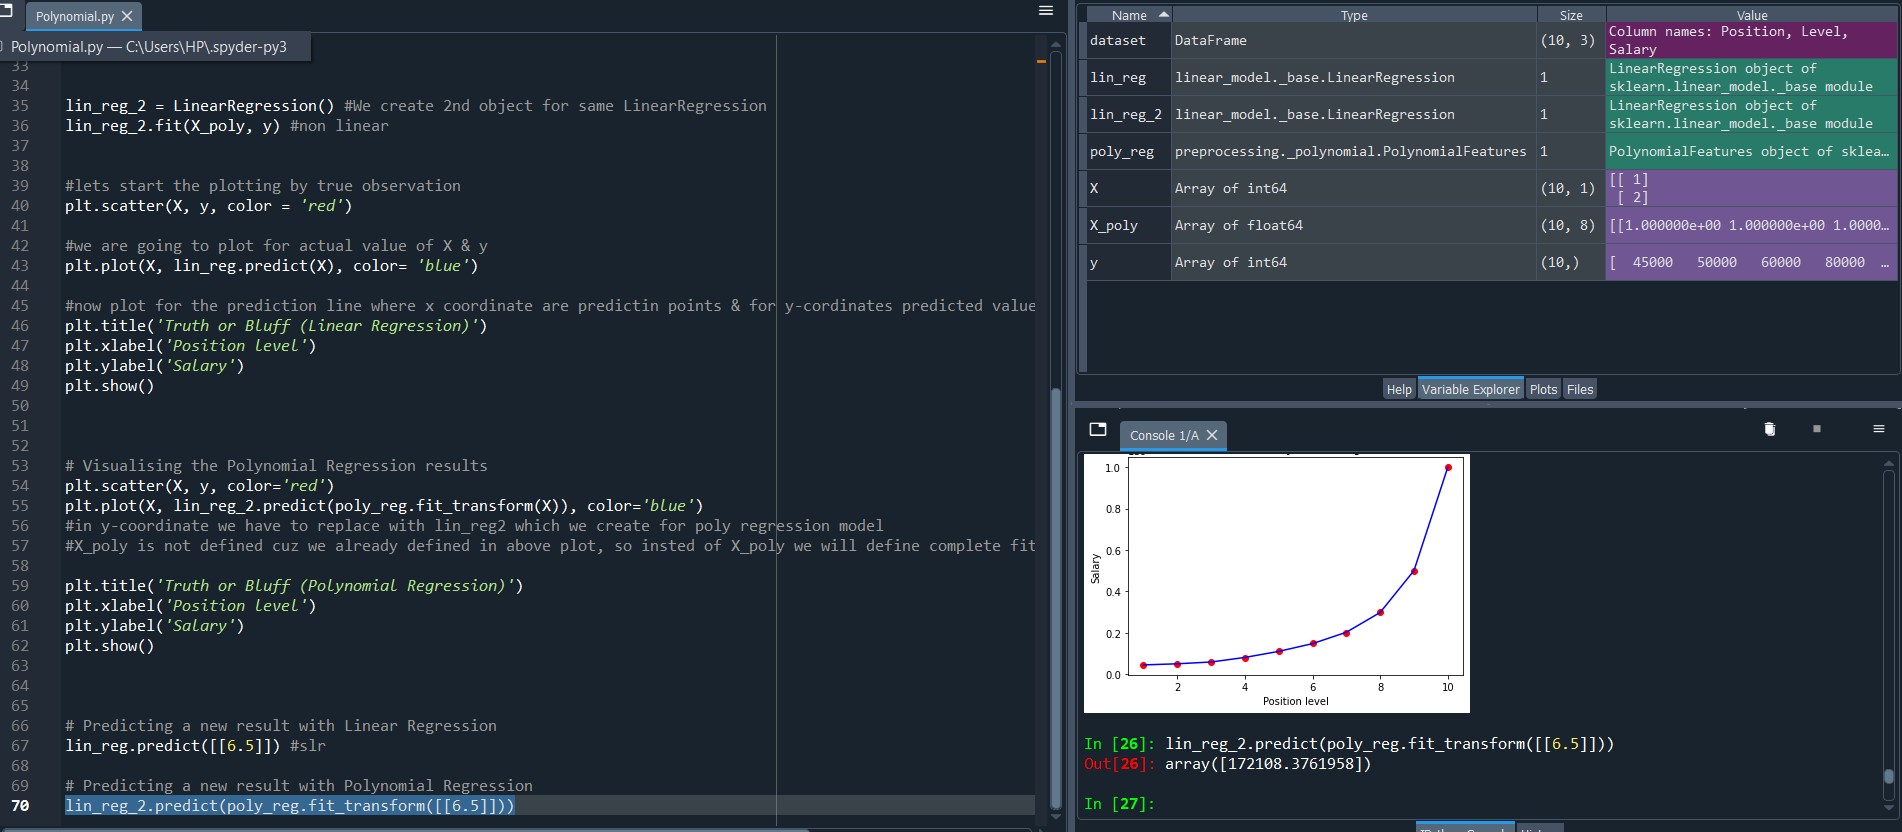 Polynomial.py
Polynomial.py — C:\Users\HP\.spyder-py3
33
34
35 lin_reg_2 = LinearRegression() #We create 2nd object for same LinearRegression
36 lin_reg_2.fit(X_poly, y) #non linear
37
38
39 #lets start the plotting by true observation
40 plt.scatter(X, y, color = 'red')
41
42 #we are going to plot for actual value of X & y
43 plt.plot(X, lin_reg.predict(X), color= 'blue')
44
45 #now plot for the prediction line where x coordinate are predictin points & for y-cordinates predicted value
46 plt.title('Truth or Bluff (Linear Regression)')
47 plt.xlabel('Position level')
48 plt.ylabel('Salary')
49 plt.show()
50
51
52
53 # Visualising the Polynomial Regression results
54 plt.scatter(X, y, color='red')
55 plt.plot(X, lin_reg_2.predict(poly_reg.fit_transform(X)), color='blue')
56 #in y-coordinate we have to replace with lin_reg2 which we create for poly regression model
57 #X_poly is not defined cuz we already defined in above plot, so insted of X_poly we will define complete fit
58
59 plt.title('Truth or Bluff (Polynomial Regression)')
60 plt.xlabel('Position level')
61 plt.ylabel('Salary')
62 plt.show()
63
64
65
66 # Predicting a new result with Linear Regression
67 lin_reg.predict([[6.5]]) #slr
68
69 # Predicting a new result with Polynomial Regression
70 lin_reg_2.predict(poly_reg.fit_transform([[6.5]]))
Name Type Size Value
dataset DataFrame (10, 3) Column names: Position, Level,
Salary
lin_reg linear_model._base.LinearRegression 1 LinearRegression object of
sklearn.linear_model._base module
lin_reg_2 linear_model._base.LinearRegression 1 LinearRegression object of
sklearn.linear_model._base module
poly_reg preprocessing._polynomial.PolynomialFeatures 1 PolynomialFeatures object of sklea…
X Array of int64 (10, 1) [[ 1]
[ 2]
X_poly Array of float64 (10, 8) [[1.000000e+00 1.000000e+00 1.0000…
y Array of int64 (10,) [ 45000 50000 60000 80000 …
Help Variable Explorer Plots Files
Console 1/A
1.0
0.8
0.6
0.4
0.2
0.0
Salary
2 4 6 8 10
Position level
In [26]: lin_reg_2.predict(poly_reg.fit_transform([[6.5]]))
Out[26]: array([172108.3761958])
In [27]: